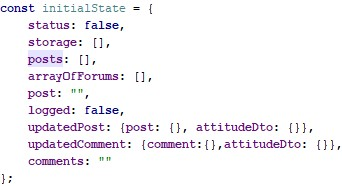 const initialState = {
    status: false,
    storage: [],
    posts: [],
    arrayOfForums: [],
    post: "",
    logged: false,
    updatedPost: {post: {}, attitudeDto: {}},
    updatedComment: {comment:{},attitudeDto: {}},
    comments: ""
};